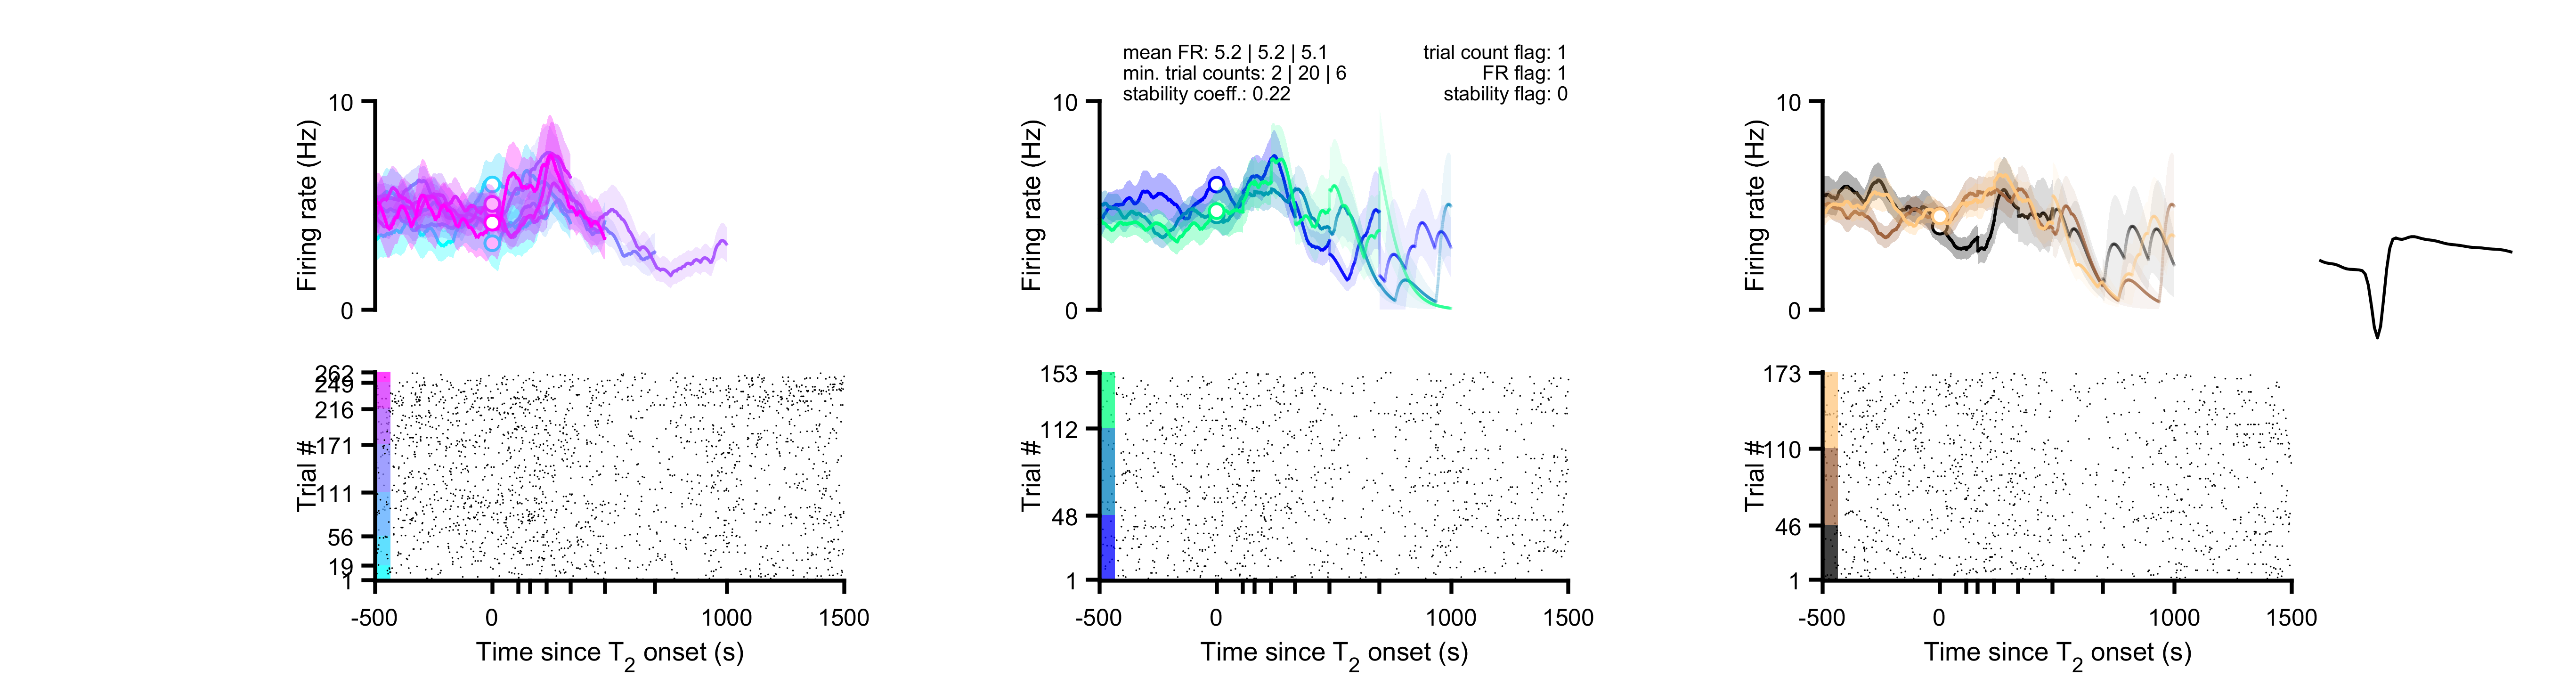 mean FR: 5.2 | 5.2 | 5.1
min. trial counts: 2 | 20 | 6
stability coeff.: 0.22
trial count flag: 1
FR flag: 1
stability flag: 0
10
Firing rate (Hz)
0
10
Firing rate (Hz)
0
10
Firing rate (Hz)
0
262
249
216
171
111
56
19
1
Trial #
-500 0 1000 1500
Time since T2 onset (s)
153
112
48
1
Trial #
-500 0 1000 1500
Time since T2 onset (s)
173
110
46
1
Trial #
-500 0 1000 1500
Time since T2 onset (s)